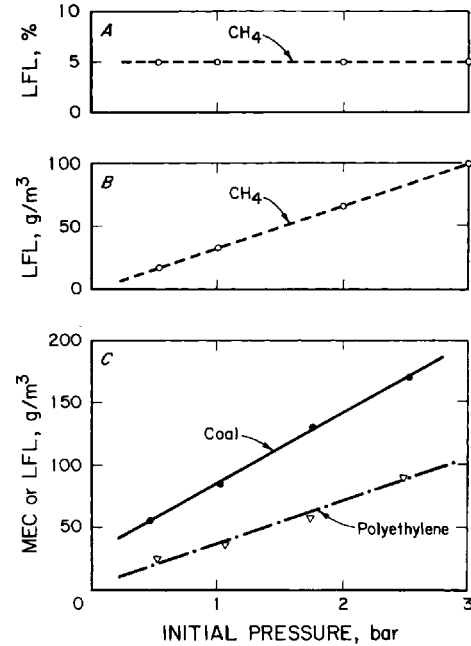 A
LFL, %
10
5
0
CH4
B
LFL, g/m3
100
50
0
CH4
C
MEC or LFL, g/m3
200
150
100
50
0
Coal
Polyethylene
0 1 2 3
INITIAL PRESSURE, bar